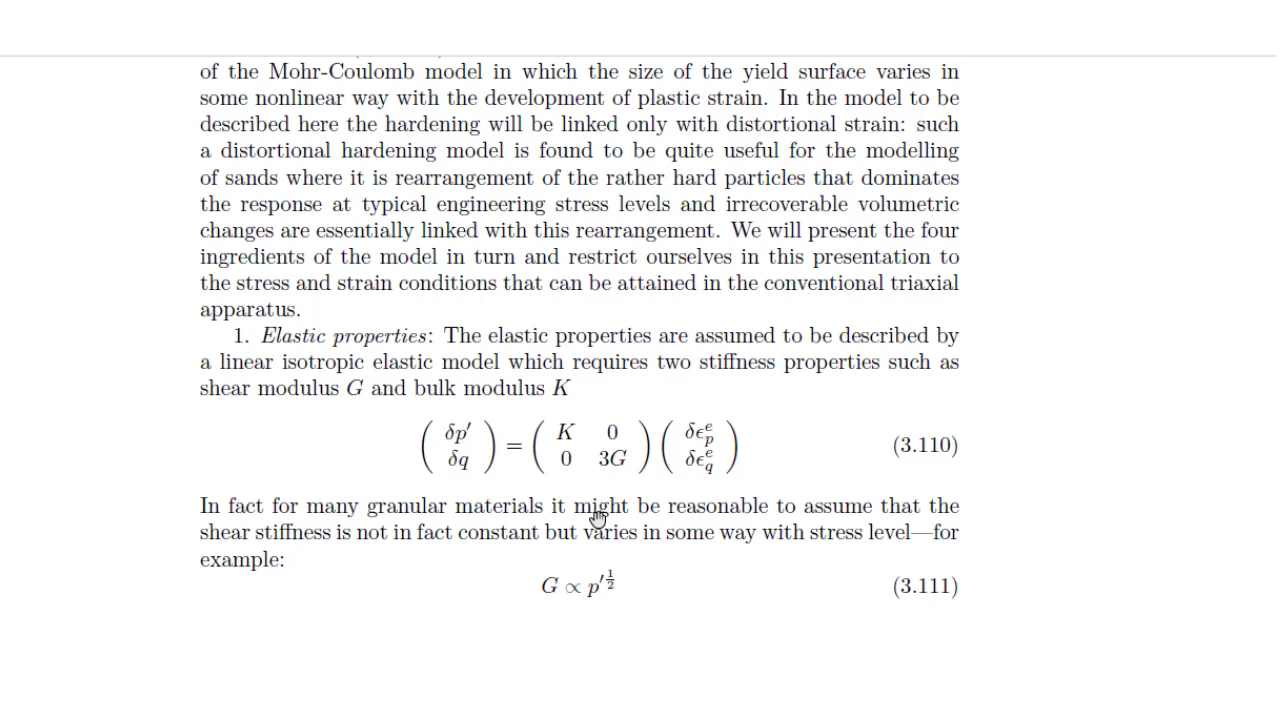 of the Mohr-Coulomb model in which the size of the yield surface varies in
some nonlinear way with the development of plastic strain. In the model to be
described here the hardening will be linked only with distortional strain: such
a distortional hardening model is found to be quite useful for the modelling
of sands where it is rearrangement of the rather hard particles that dominates
the response at typical engineering stress levels and irrecoverable volumetric
changes are essentially linked with this rearrangement. We will present the four
ingredients of the model in turn and restrict ourselves in this presentation to
the stress and strain conditions that can be attained in the conventional triaxial
apparatus.
1. Elastic properties: The elastic properties are assumed to be described by
a linear isotropic elastic model which requires two stiffness properties such as
shear modulus G and bulk modulus K
( δp′ δq ) = ( K 0 0 3G ) ( δϵᵉₚ δϵᵉ_q ) (3.110)
In fact for many granular materials it might be reasonable to assume that the
shear stiffness is not in fact constant but varies in some way with stress level—for
example:
G ∝ p′^½ (3.111)